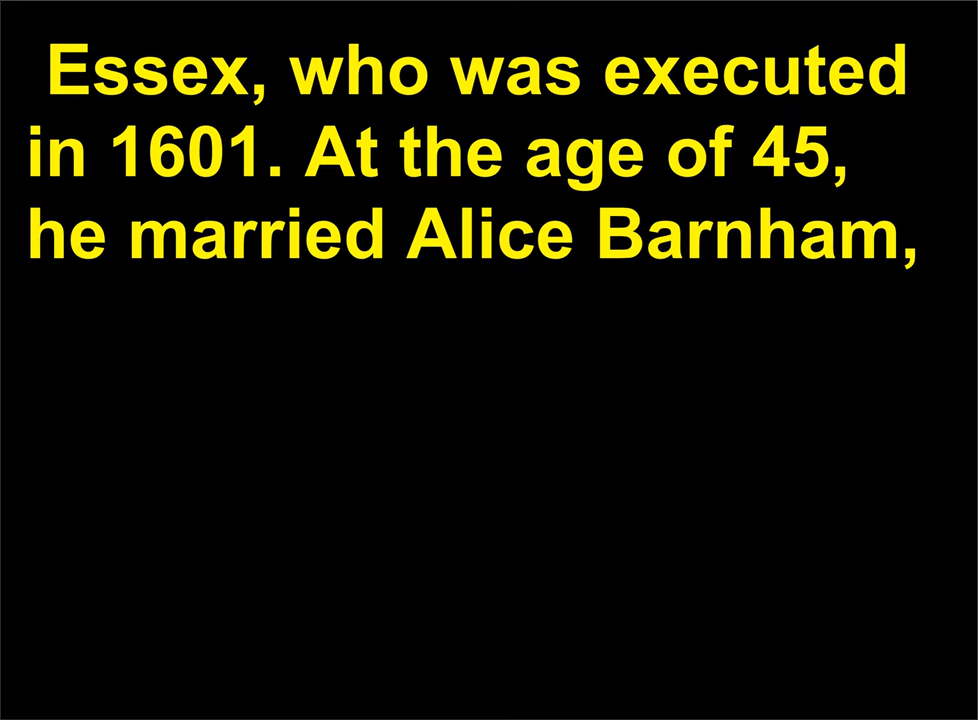 Essex, who was executed
in 1601. At the age of 45,
he married Alice Barnham,